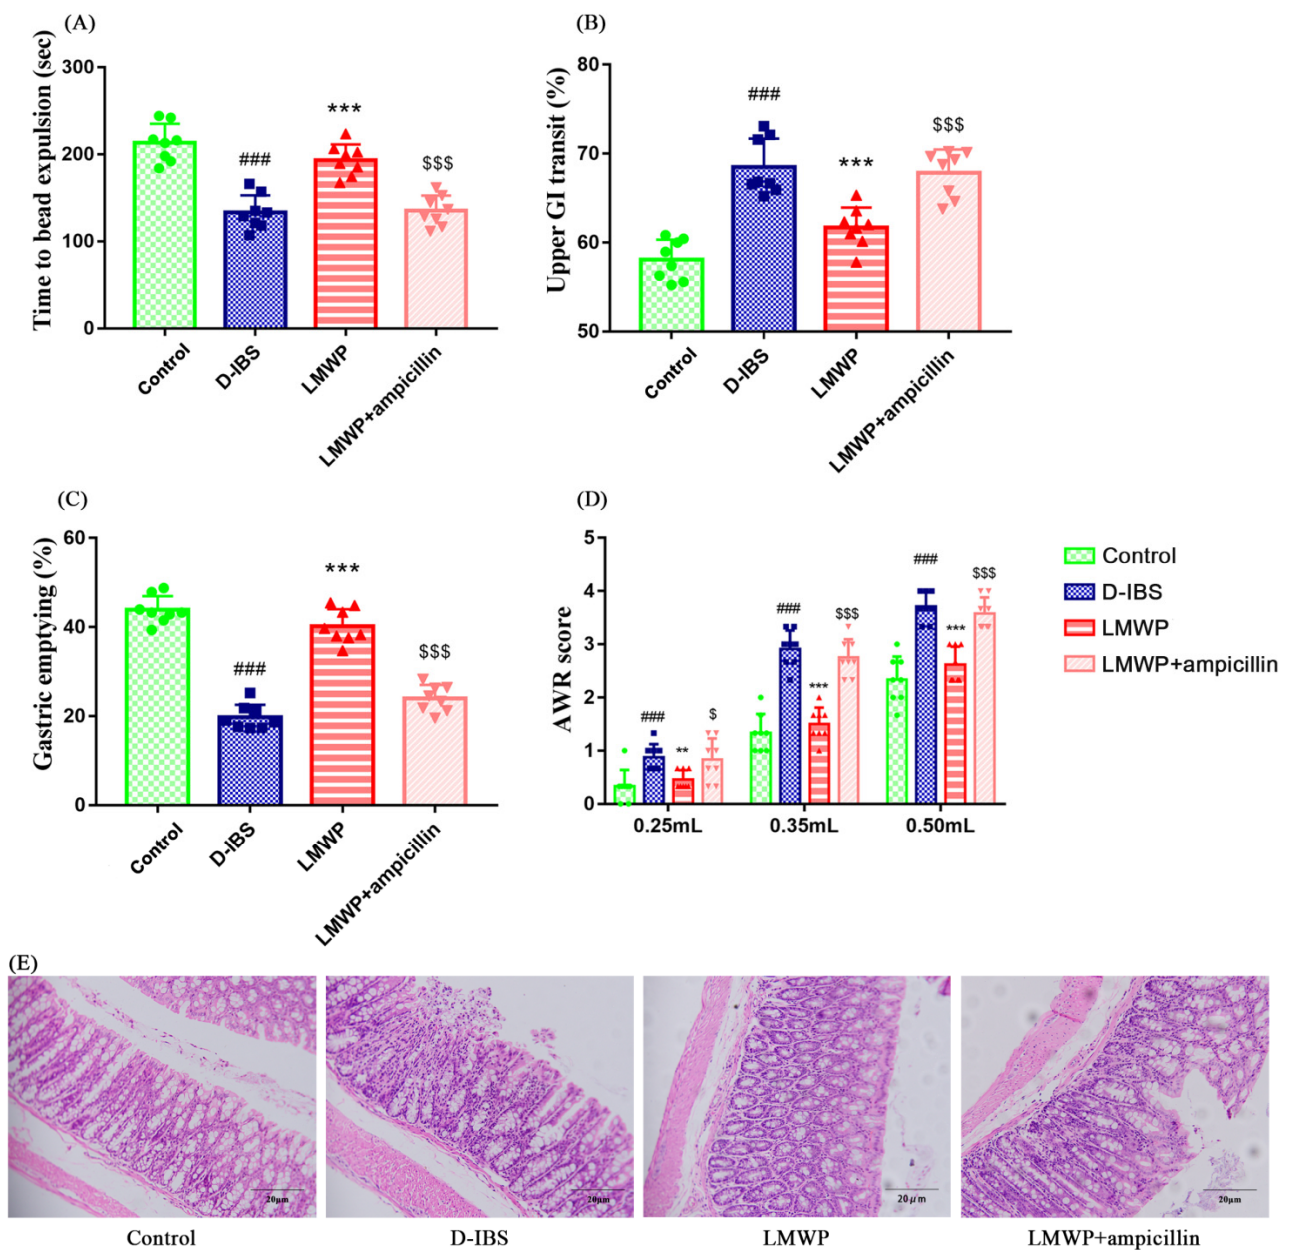 (A)
Time to bead expulsion (sec)
300
200
100
0
###
***
$$$
Control
D-IBS
LMWP
LMWP+ampicillin
(B)
Upper GI transit (%)
80
70
60
50
###
***
$$$
Control
D-IBS
LMWP
LMWP+ampicillin
(C)
Gastric emptying (%)
60
40
20
0
###
***
$$$
Control
D-IBS
LMWP
LMWP+ampicillin
(D)
AWR score
5
4
3
2
1
0
###
**
$
###
***
$$$
###
***
$$$
0.25mL
0.35mL
0.50mL
Control
D-IBS
LMWP
LMWP+ampicillin
(E)
20μm
20μm
20μm
20μm
Control
D-IBS
LMWP
LMWP+ampicillin